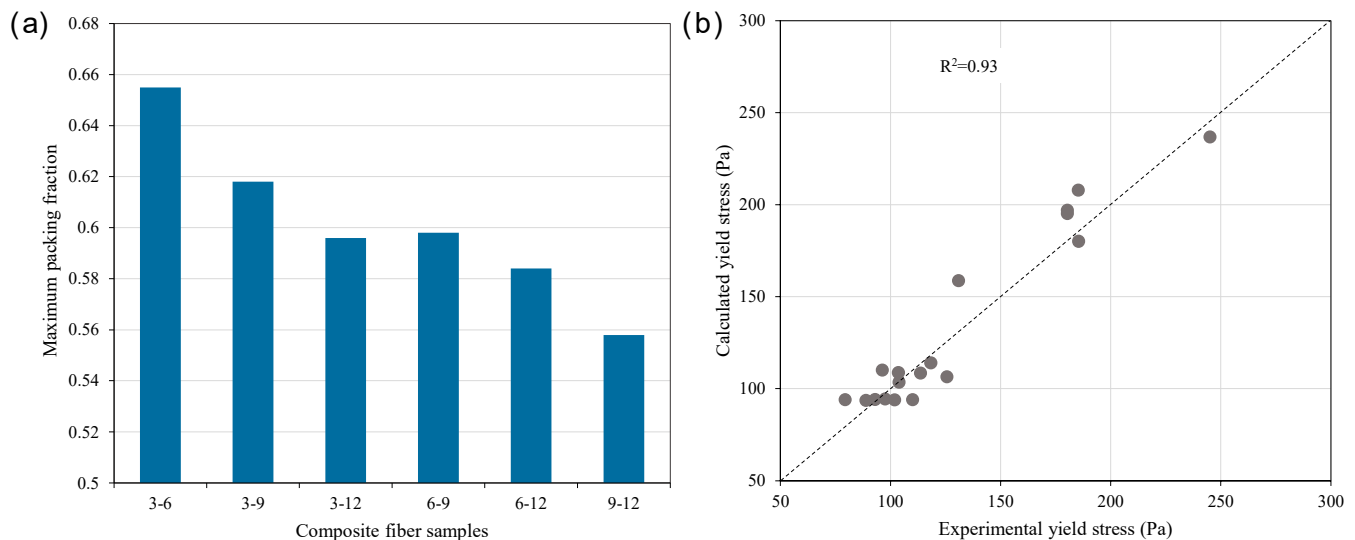 (a)
0.68
0.66
0.64
0.62
0.6
0.58
0.56
0.54
0.52
0.5
Maximum packing fraction
3-6 3-9 3-12 6-9 6-12 9-12
Composite fiber samples
(b)
300
250
200
150
100
50
Calculated yield stress (Pa)
R²=0.93
50 100 150 200 250 300
Experimental yield stress (Pa)